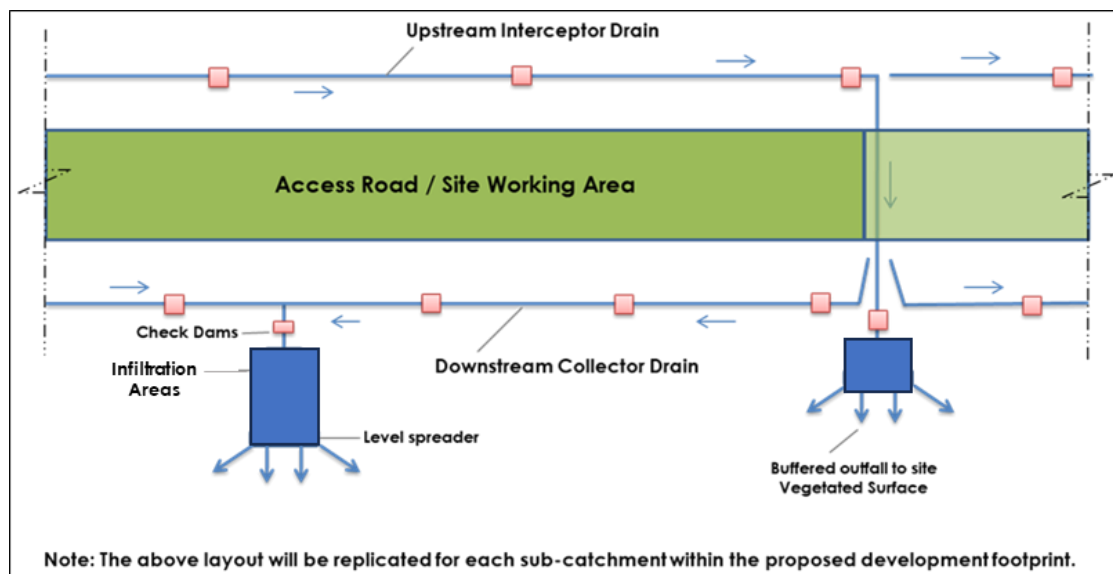 Upstream Interceptor Drain
Access Road / Site Working Area
Check Dams
Infiltration
Areas
Downstream Collector Drain
Level spreader
Buffered outfall to site
Vegetated Surface
Note: The above layout will be replicated for each sub-catchment within the proposed development footprint.